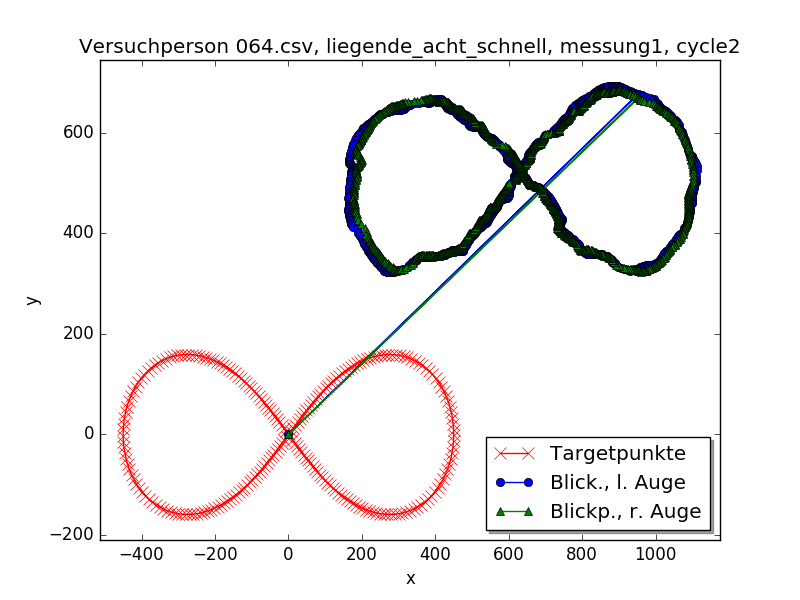 Versuchperson 064.csv, liegende_acht_schnell, messung1, cycle2
y
600
400
200
0
−200
−400
−200
0
200
400
600
800
1000
x
Targetpunkte
Blick., l. Auge
Blickp., r. Auge